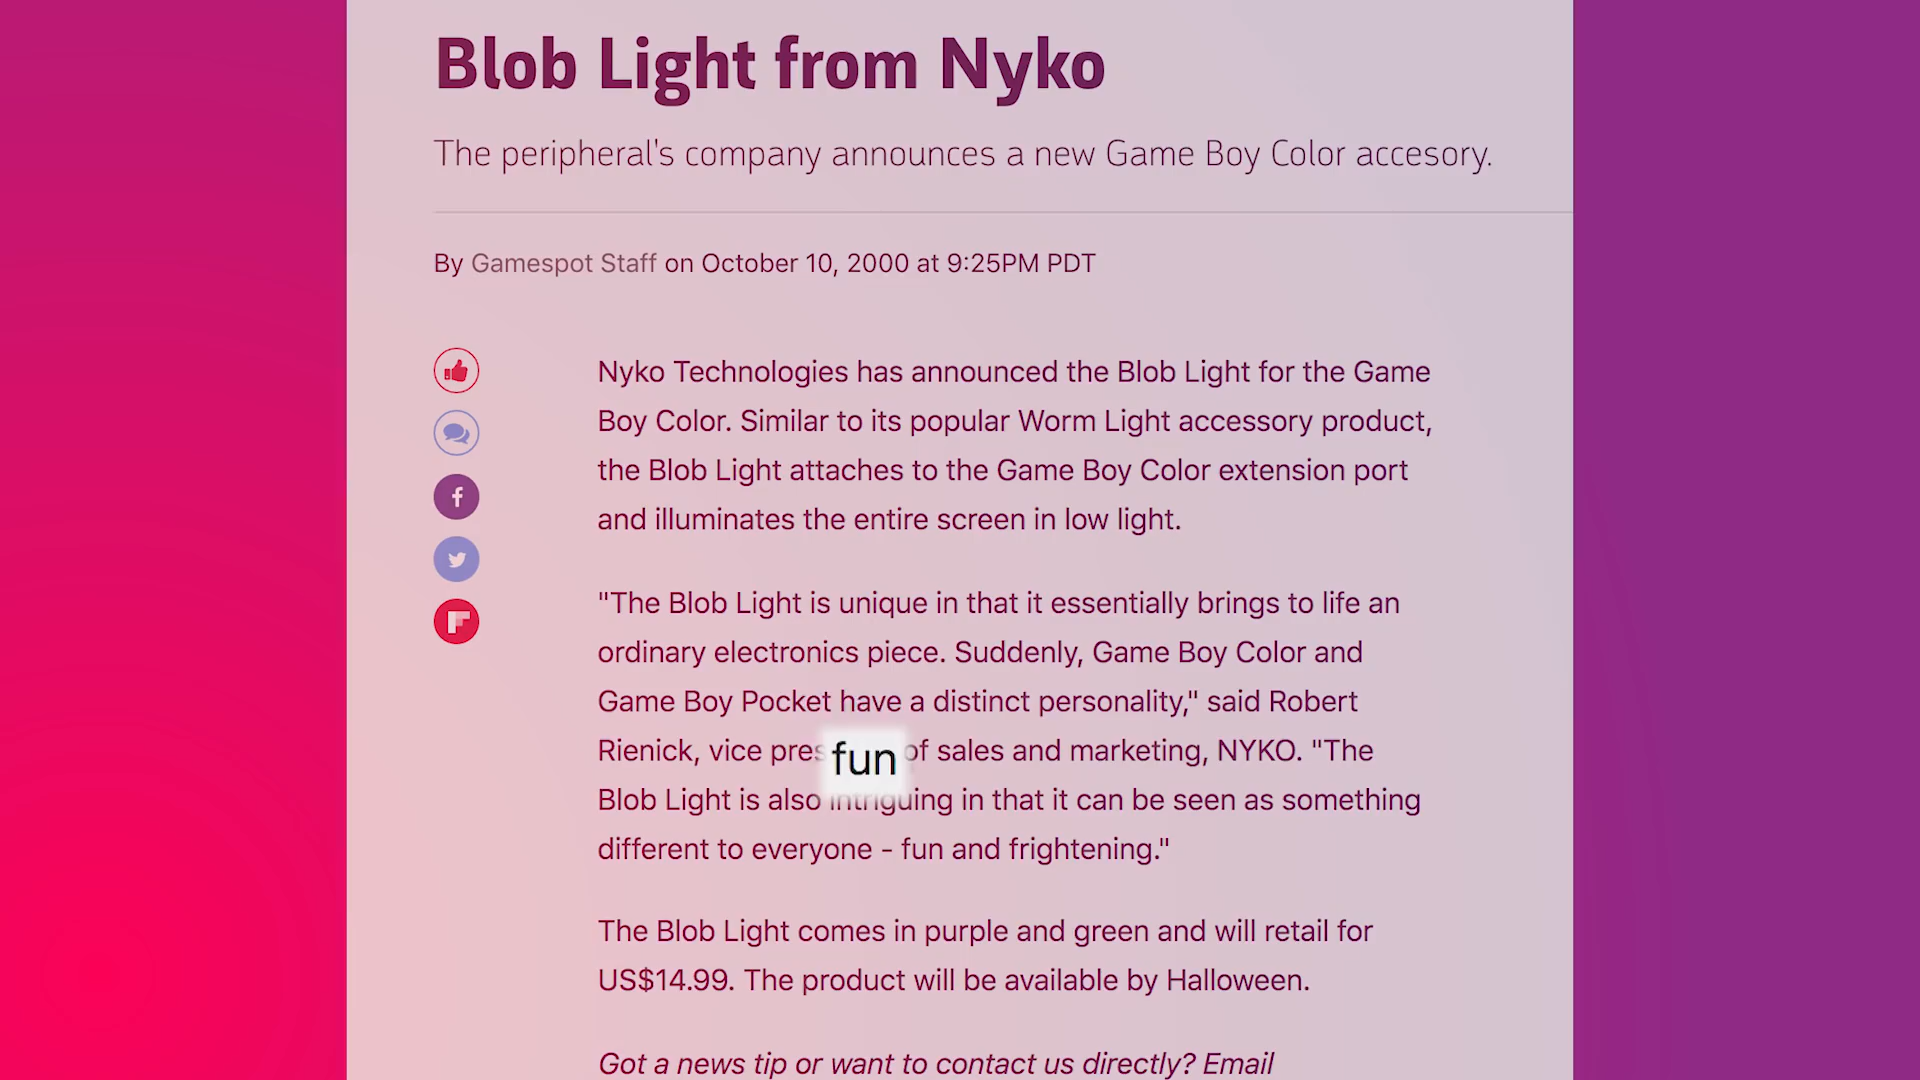 Blob Light from Nyko
The peripheral's company announces a new Game Boy Color accesory.
By Gamespot Staff on October 10, 2000 at 9:25PM PDT
Nyko Technologies has announced the Blob Light for the Game
Boy Color. Similar to its popular Worm Light accessory product,
the Blob Light attaches to the Game Boy Color extension port
and illuminates the entire screen in low light.
"The Blob Light is unique in that it essentially brings to life an
ordinary electronics piece. Suddenly, Game Boy Color and
Game Boy Pocket have a distinct personality," said Robert
Rienick, vice pres fun of sales and marketing, NYKO. "The
Blob Light is also intriguing in that it can be seen as something
different to everyone - fun and frightening."
The Blob Light comes in purple and green and will retail for
US$14.99. The product will be available by Halloween.
Got a news tip or want to contact us directly? Email